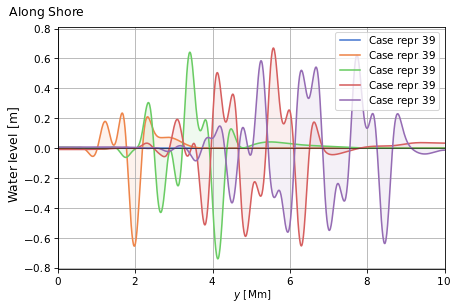 Along Shore
Water level [m]
0.8
0.6
0.4
0.2
0.0
−0.2
−0.4
−0.6
−0.8
Case repr 39
Case repr 39
Case repr 39
Case repr 39
Case repr 39
0 2 4 6 8 10
y [Mm]